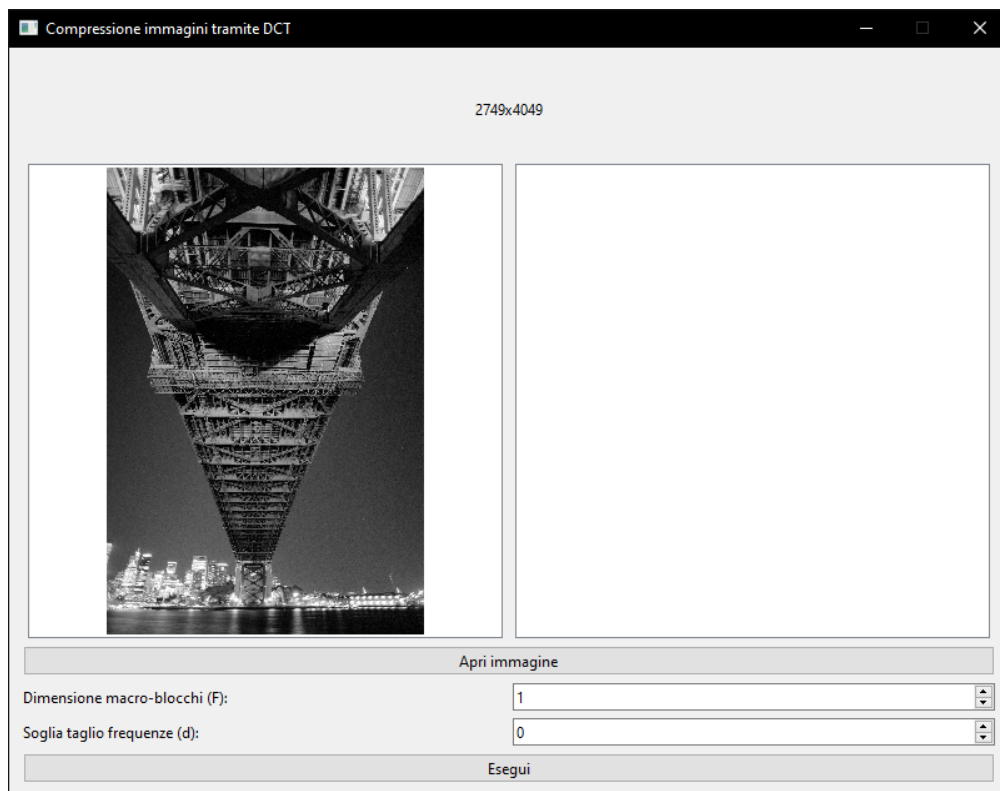 Compressione immagini tramite DCT
2749x4049
Apri immagine
Dimensione macro-blocchi (F):
1
Soglia taglio frequenze (d):
0
Esegui